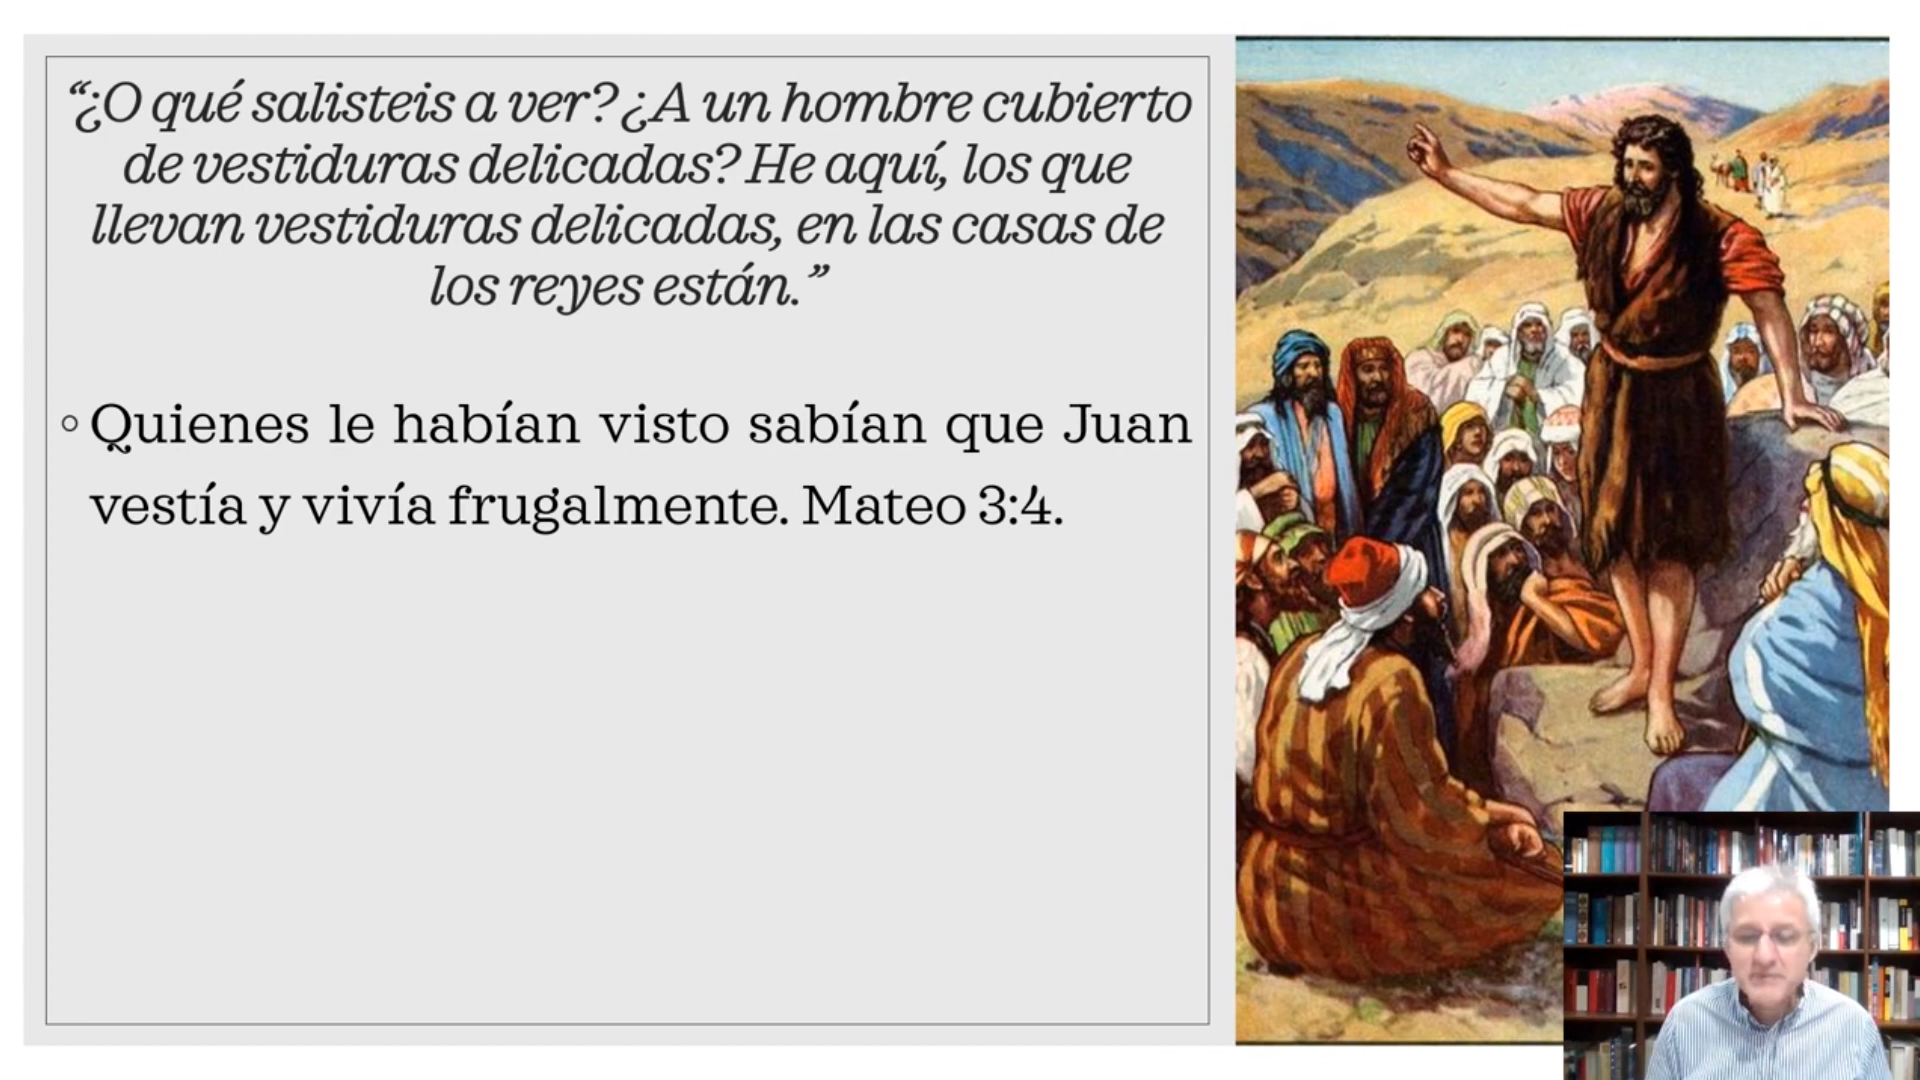 “¿O qué salisteis a ver? ¿A un hombre cubierto
de vestiduras delicadas? He aquí, los que
llevan vestiduras delicadas, en las casas de
los reyes están.”
◦ Quienes le habían visto sabían que Juan
vestía y vivía frugalmente. Mateo 3:4.